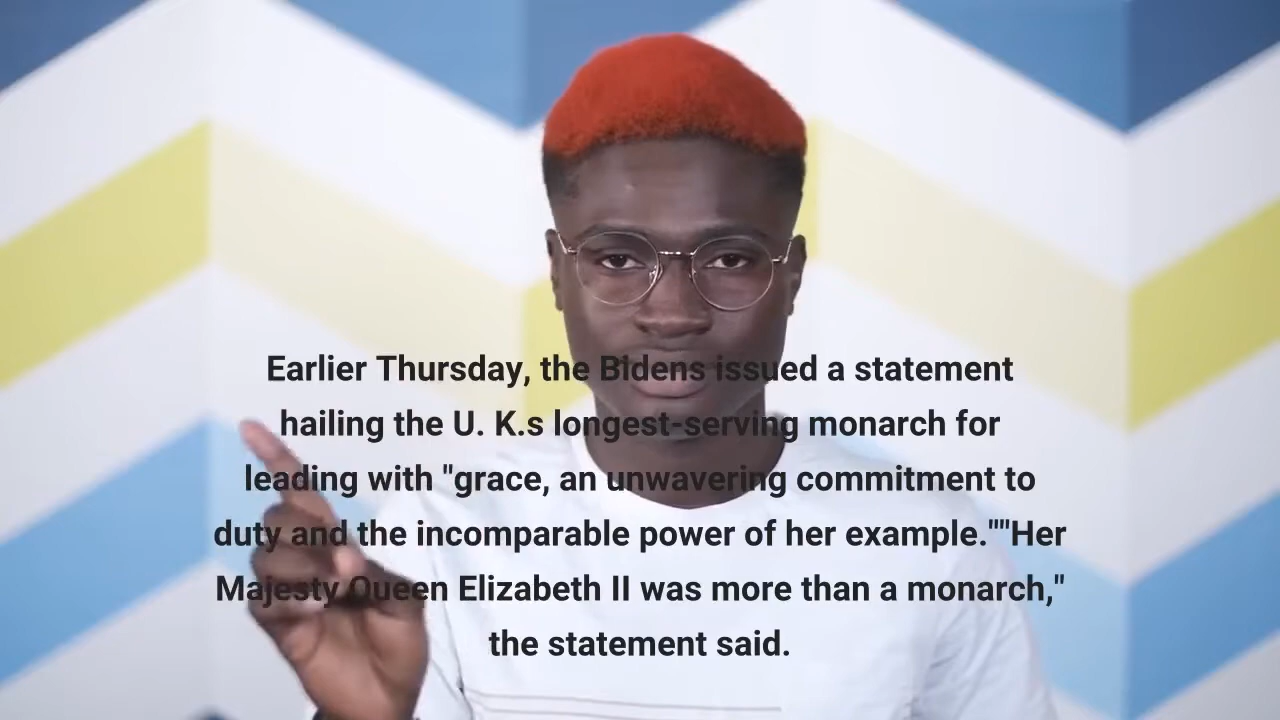 Earlier Thursday, the Bidens issued a statement
hailing the U. K.s longest-serving monarch for
leading with "grace, an unwavering commitment to
duty and the incomparable power of her example.""Her
Majesty Queen Elizabeth II was more than a monarch,"
the statement said.